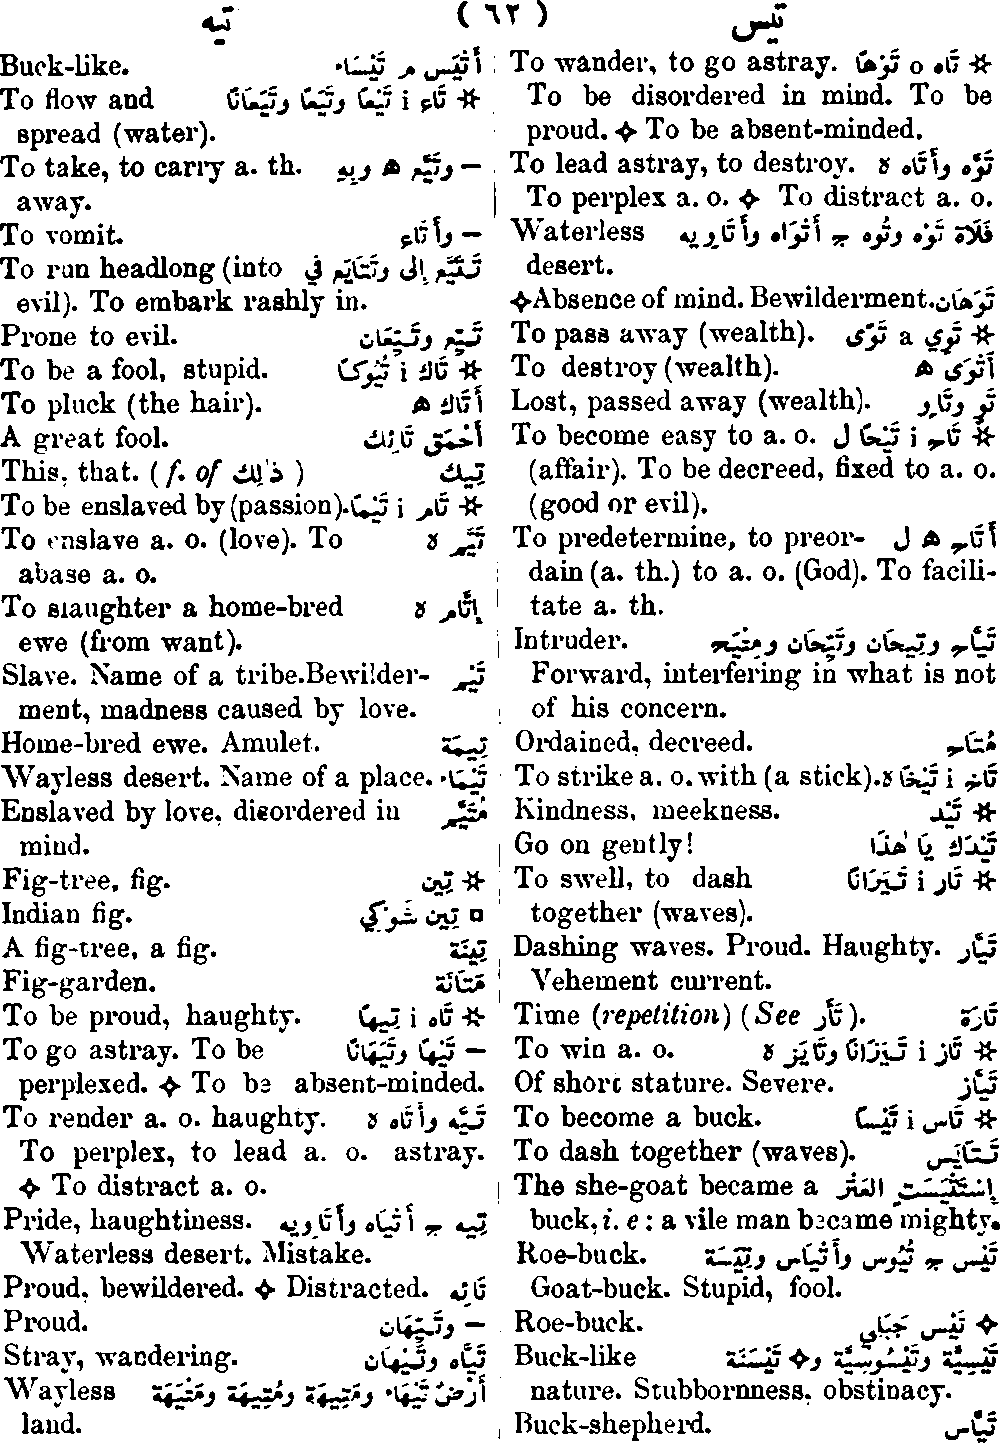 تيه ( ٦٢ ) تيس
To wander, to go astray. ☆ تَاه o تَوْهًا
To be disordered in mind. To be
proud. ✧ To be absent-minded.
To lead astray, to destroy. تَوَّه وأَتَاه ه
To perplex a. o. ✧ To distract a. o.
Waterless فَلَاة تَوْه وتُوه ج أَتْوَاه وأَتَاوِيه
desert.
✧Absence of mind. Bewilderment. تَوَهَان
To pass away (wealth). ☆ تَوِي a تَوًى
To destroy (wealth). أَتْوَى ه
Lost, passed away (wealth). تَوٍ وتَاوٍ
To become easy to a. o. ☆ تَاح i تَيْحًا ل
(affair). To be decreed, fixed to a. o.
(good or evil).
To predetermine, to preor- أَتَاح ه ل
dain (a. th.) to a. o. (God). To facili-
tate a. th.
Intruder. تَيَّاح وتِيحَان وتَيِّحَان ومِتْيَح
Forward, interfering in what is not
of his concern.
Ordained, decreed. مُتَاح
To strike a. o. with (a stick). تَاخ i تَيْخًا ه
Kindness, meekness. ☆ تَيْد
Go on gently! تَيْدَك يَا هٰذَا
To swell, to dash ☆ تَار i تَيَرَانًا
together (waves).
Dashing waves. Proud. Haughty. تَيَّار
Vehement current.
Time (repetition) (See تَأَر). تَارَة
To win a. o. ☆ تَاز i تَيَزَانًا وتَايَز ه
Of short stature. Severe. تَيَّاز
To become a buck. ☆ تَاس i تَيْسًا
To dash together (waves). تَتَايَس
The she-goat became a إِسْتَتْيَسَت العَنْز
buck, i. e : a vile man became mighty.
Roe-buck. تَيْس ج تُيُوس وأَتْيَاس وتِيَسَة
Goat-buck. Stupid, fool.
Roe-buck. ✧ تَيْس جَبَلِي
Buck-like تَيْسِيَّة وتَيْسُوسِيَّة و✧ تَيْسَنَة
nature. Stubbornness, obstinacy.
Buck-shepherd. تَيَّاس
Buck-like. أَتْيَس م تَيْسَاء
To flow and ☆ تَاع i تَيْعًا وتَيَعًا وتَيَعَانًا
spread (water).
To take, to carry a. th. – وتَيَّع ه وبِهِ
away.
To vomit. – وأَتَاع
To run headlong (into تَتَيَّع إِلى وتَتَايَع في
evil). To embark rashly in.
Prone to evil. تَيِّع وتَيِّعَان
To be a fool, stupid. ☆ تَاك i تُيُوكًا
To pluck (the hair). أَتَاك ه
A great fool. أَحْمَق تَائِك
This, that. ( f. of ذٰلِك ) تِيك
To be enslaved by (passion). ☆ تَام i تَيْمًا
To enslave a. o. (love). To تَيَّم ه
abase a. o.
To slaughter a home-bred إِتَّام ه
ewe (from want).
Slave. Name of a tribe.Bewilder- تَيْم
ment, madness caused by love.
Home-bred ewe. Amulet. تِيمَة
Wayless desert. Name of a place. تَيْمَاء
Enslaved by love, disordered in مُتَيَّم
mind.
Fig-tree, fig. ☆ تِين
Indian fig. □ تِين شَوْكِي
A fig-tree, a fig. تِينَة
Fig-garden. مَتَانَة
To be proud, haughty. ☆ تَاه i تِيهًا
To go astray. To be – تَيْهًا وتَيَهَانًا
perplexed. ✧ To be absent-minded.
To render a. o. haughty. تَيَّه وأَتَاه ه
To perplex, to lead a. o. astray.
✧ To distract a. o.
Pride, haughtiness. تِيه ج أَتْيَاه وأَتَاوِيه
Waterless desert. Mistake.
Proud, bewildered. ✧ Distracted. تَائِه
Proud. – وتَيِّهَان
Stray, wandering. تَيَّاه وتَيْهَان
Wayless أَرْضٌ تَيْهَاء ومَتِيهَة ومُتِيهَة ومَتْيَهَة
land.